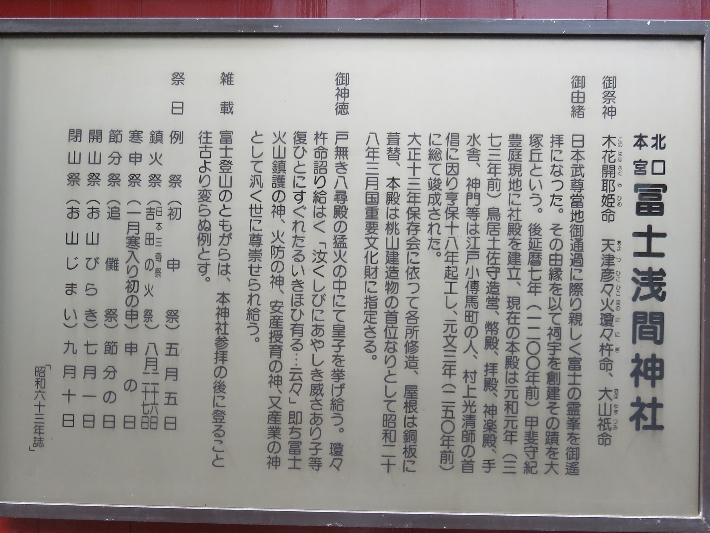 北口
本宮 冨士浅間神社
御祭神 木花開耶姫命 天津彦々火瓊々杵命、大山祇命
御由緒 日本武尊當地御通過に際り親しく富士の霊峯を御遙
拝になった。その由縁を以て祠宇を創建その蹟を大
塚丘という。後延暦七年(一二〇〇年前)甲斐守紀
豊庭現地に社殿を建立、現在の本殿は元和元年(三
七三年前)鳥居土佐守造営、幣殿、拝殿、神楽殿、手
水舎、神門等は江戸小傳馬町の人、村上光清師の首
倡に因り享保十八年起工し、元文三年(二五〇年前)
に総て竣成された。
大正十三年保存会に依って各所修造、屋根は銅板に
葺替、本殿は桃山建造物の首位なりとして昭和二十
八年三月国重要文化財に指定さる。
御神徳 戸無き八尋殿の猛火の中にて皇子を挙げ給う。瓊々
杵命詔り給はく「汝くしびにあやしき威さあり子等
復ひとにすぐれたるいきほひ有る…云々」即ち富士
火山鎮護の神、火防の神、安産授育の神、又産業の神
として汎く世に尊崇せられ給う。
雑載 富士登山のともがらは、本神社参拝の後に登ること
往古より変らぬ例とす。
祭日 例祭(初申祭)五月五日
鎮火祭(日本三奇祭 吉田の火祭)八月二十六日 二十七日
寒申祭(一月寒入り初の申)申の日
節分祭(追儺祭)節分の日
開山祭(お山びらき)七月一日
閉山祭(お山じまい)九月十日
「昭和六十三年誌」